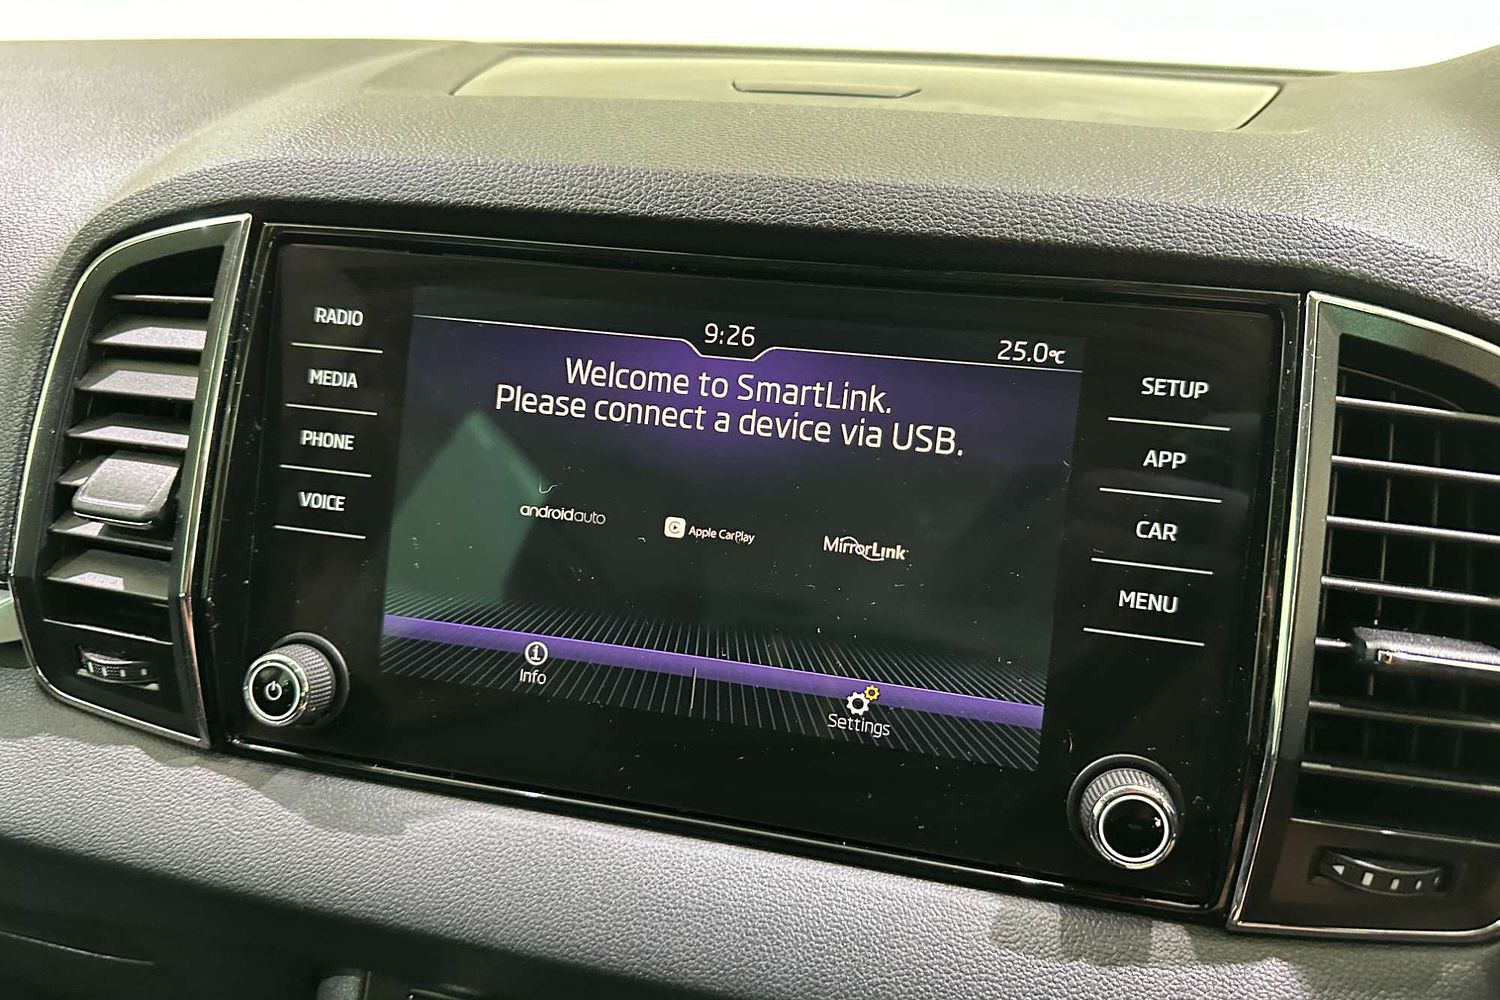 RADIO
MEDIA
PHONE
VOICE
9:26
25.0°C
Welcome to SmartLink.
Please connect a device via USB.
androidauto
Apple CarPlay
MirrorLink
Info
Settings
SETUP
APP
CAR
MENU